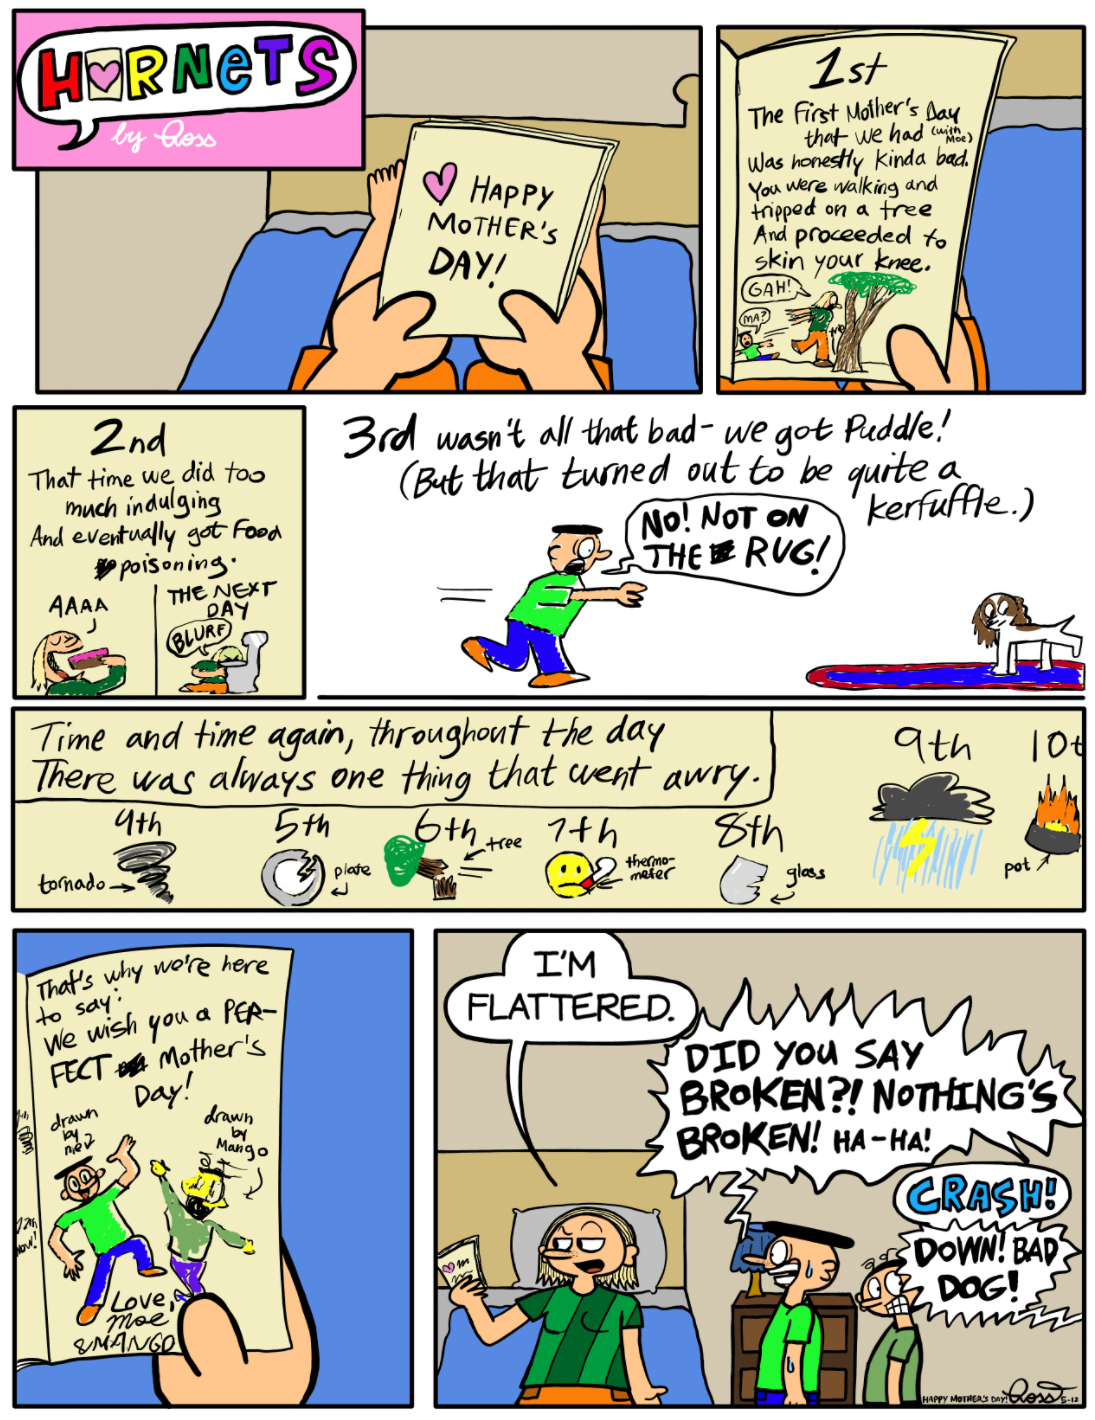 HORNETS
by Ross
HAPPY
MOTHER'S
DAY!
1st
The First Mother's Day
that we had (with Moe)
Was honestly kinda bad.
You were walking and
tripped on a tree
And proceeded to
skin your knee.
GAH!
MA?
trip
2nd
That time we did too
much indulging
And eventually got Food
poisoning.
AAAA
THE NEXT
DAY
BLURF
3rd wasn't all that bad- we got Puddle!
(But that turned out to be quite a
kerfuffle.)
NO! NOT ON
THE RUG!
Time and time again, throughout the day
There was always one thing that went awry.
4th
tornado
5th
plate
6th
tree
7th
thermo-
meter
8th
glass
9th
10t
pot
That's why we're here
to say:
We wish you a PER-
FECT Mother's
Day!
drawn
by
me
drawn
by
Mango
Love,
Moe
& MANGO
I'M
FLATTERED.
DID YOU SAY
BROKEN?! NOTHING'S
BROKEN! HA-HA!
CRASH!
DOWN! BAD
DOG!
HAPPY MOTHER'S DAY! Ross 5-12